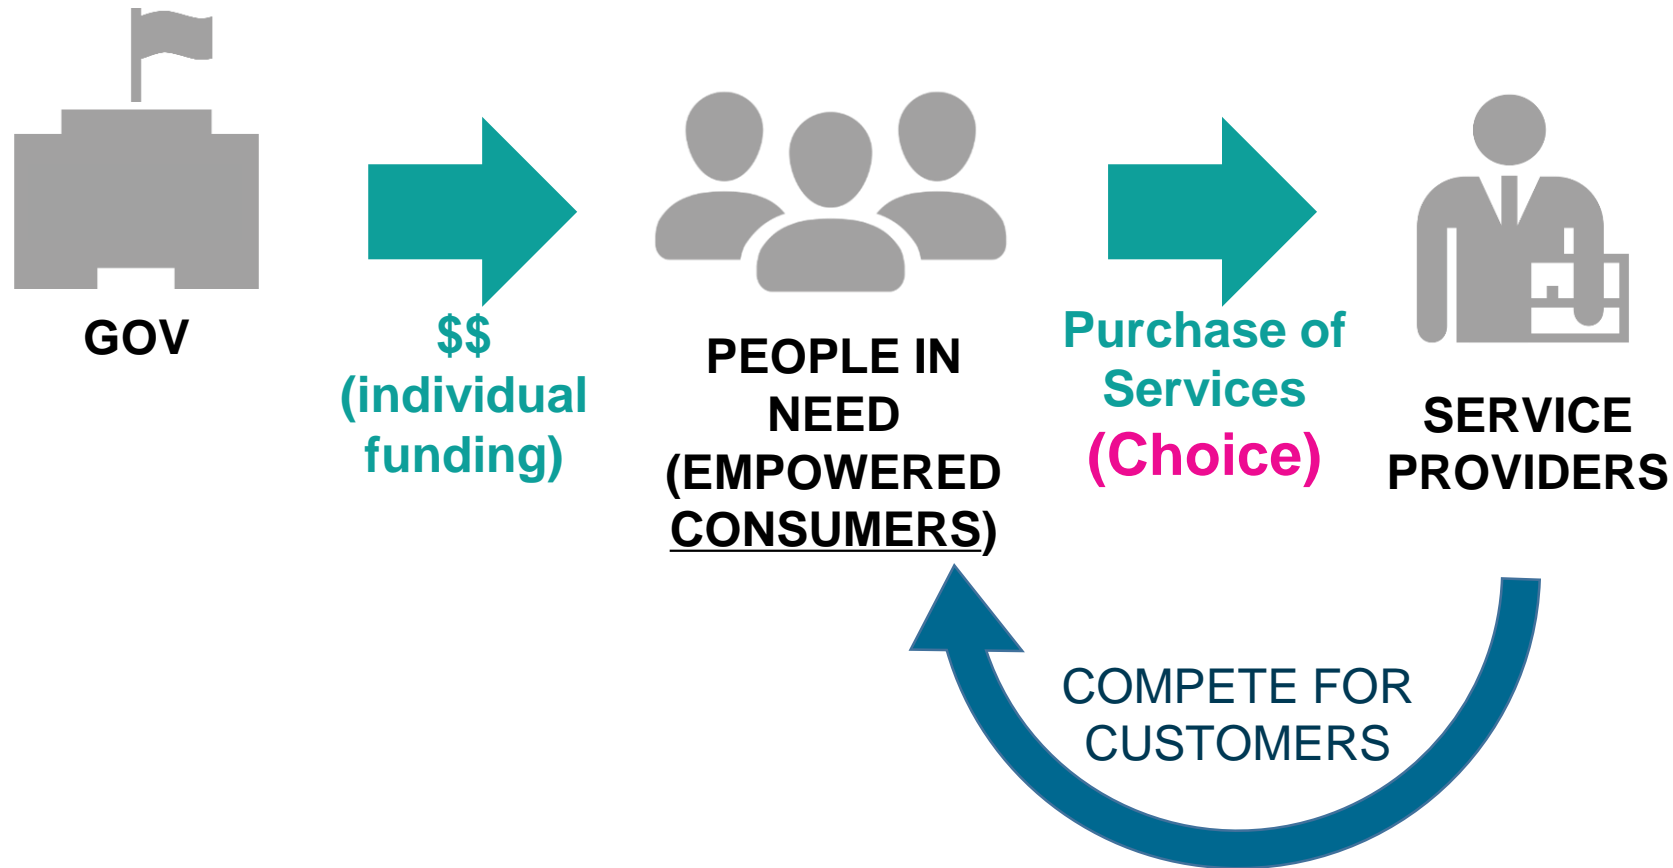 GOV
$$
(individual
funding)
PEOPLE IN
NEED
(EMPOWERED
CONSUMERS)
Purchase of
Services
(Choice)
SERVICE
PROVIDERS
COMPETE FOR
CUSTOMERS